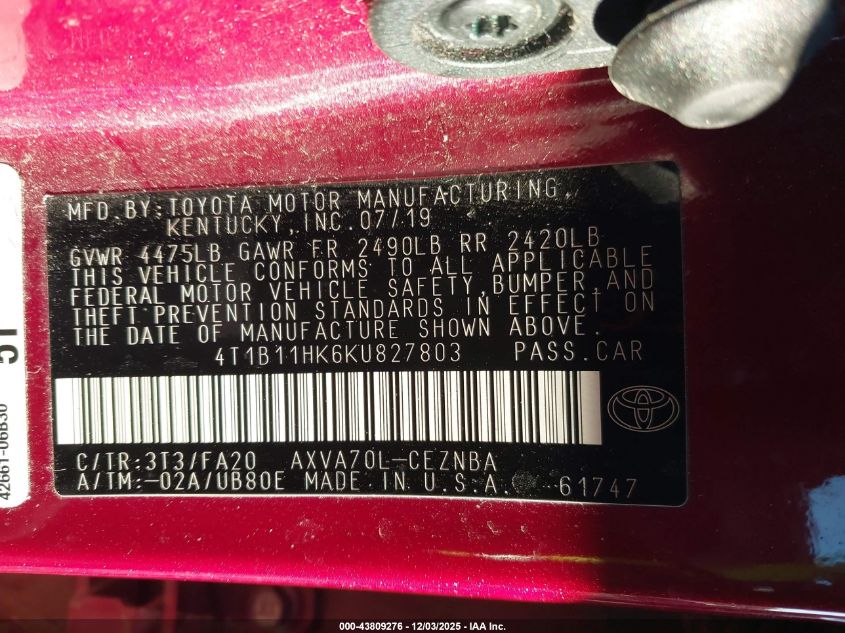 MFD.BY:TOYOTA MOTOR MANUFACTURING,
KENTUCKY,INC.07/19
GVWR 4475LB GAWR FR 2490LB RR 2420LB
THIS VEHICLE CONFORMS TO ALL APPLICABLE
FEDERAL MOTOR VEHICLE SAFETY,BUMPER,AND
THEFT PREVENTION STANDARDS IN EFFECT ON
THE DATE OF MANUFACTURE SHOWN ABOVE.
4T1B11HK6KU827803 PASS.CAR
C/TR:3T3/FA20 AXVA70L-CEZNBA
A/TM:-02A/UB80E MADE IN U.S.A. 61747
42661-06B30
000-43809276 - 12/03/2025 - IAA Inc.